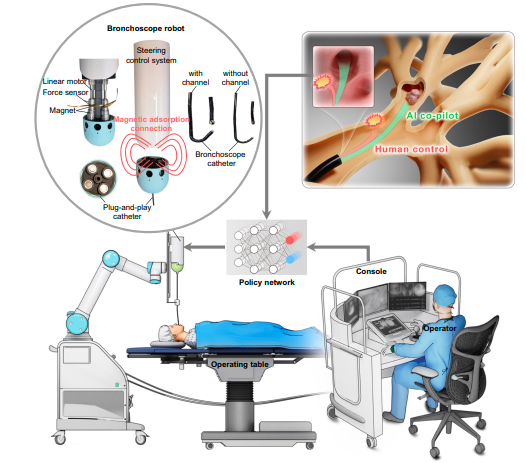 Bronchoscope robot
Steering
control system
Linear motor
Force sensor
Magnet
with
channel
without
channel
Magnetic adsorption
connection
Bronchoscope
catheter
Plug-and-play
catheter
AI co-pilot
Human control
Policy network
Console
Operator
Operating table